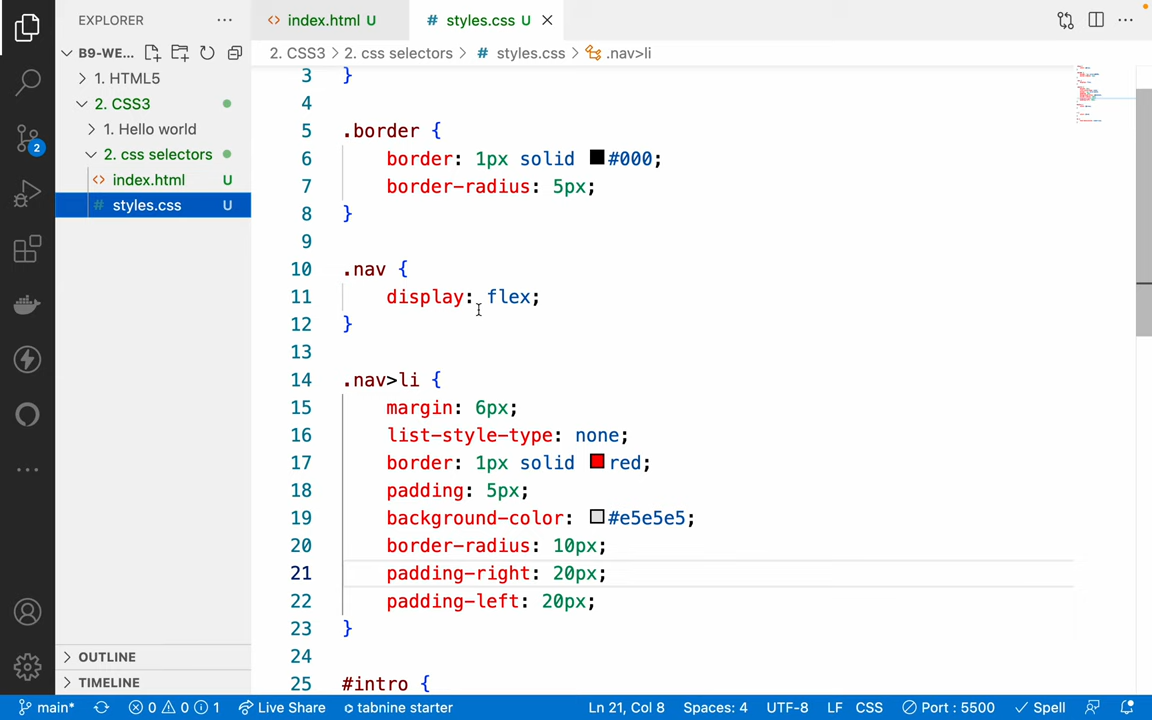 EXPLORER
index.html U
# styles.css U
B9-WE...
2. CSS3 > 2. css selectors > # styles.css > .nav>li
1. HTML5
2. CSS3
1. Hello world
2. css selectors
index.html U
# styles.css U
2
3 }
4
5 .border {
6 border: 1px solid #000;
7 border-radius: 5px;
8 }
9
10 .nav {
11 display: flex;
12 }
13
14 .nav>li {
15 margin: 6px;
16 list-style-type: none;
17 border: 1px solid red;
18 padding: 5px;
19 background-color: #e5e5e5;
20 border-radius: 10px;
21 padding-right: 20px;
22 padding-left: 20px;
23 }
24
25 #intro {
OUTLINE
TIMELINE
main* 0 0 1 Live Share tabnine starter Ln 21, Col 8 Spaces: 4 UTF-8 LF CSS Port : 5500 Spell